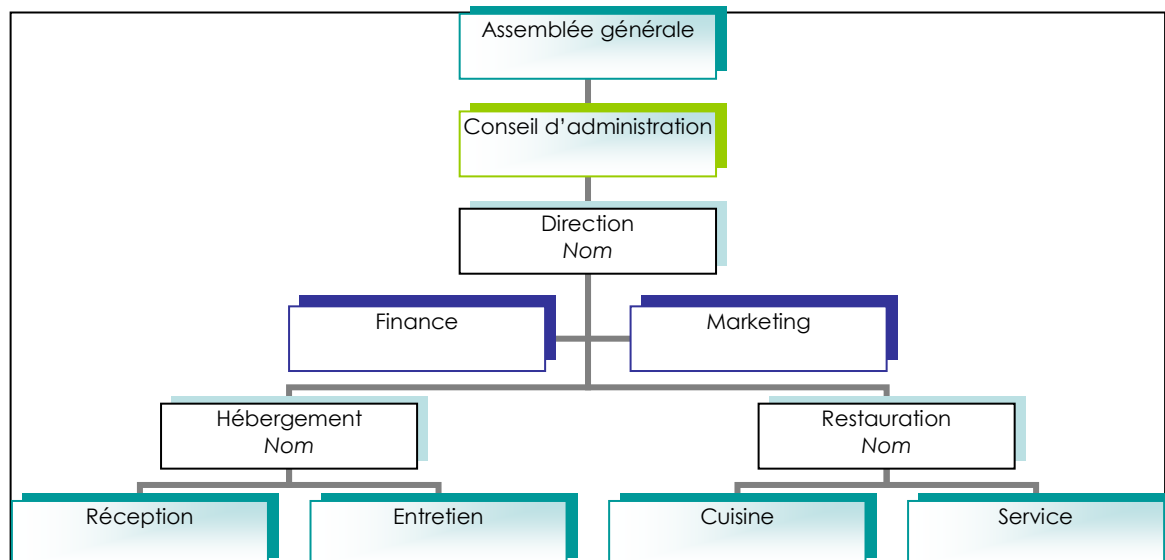 Assemblée générale
Conseil d’administration
Direction
Nom
Finance
Marketing
Hébergement
Nom
Restauration
Nom
Réception
Entretien
Cuisine
Service